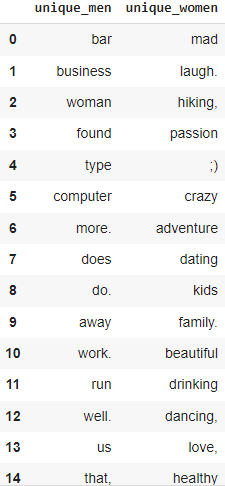 unique_men unique_women
0 bar mad
1 business laugh.
2 woman hiking,
3 found passion
4 type ;)
5 computer crazy
6 more. adventure
7 does dating
8 do. kids
9 away family.
10 work. beautiful
11 run drinking
12 well. dancing,
13 us love,
14 that, healthy